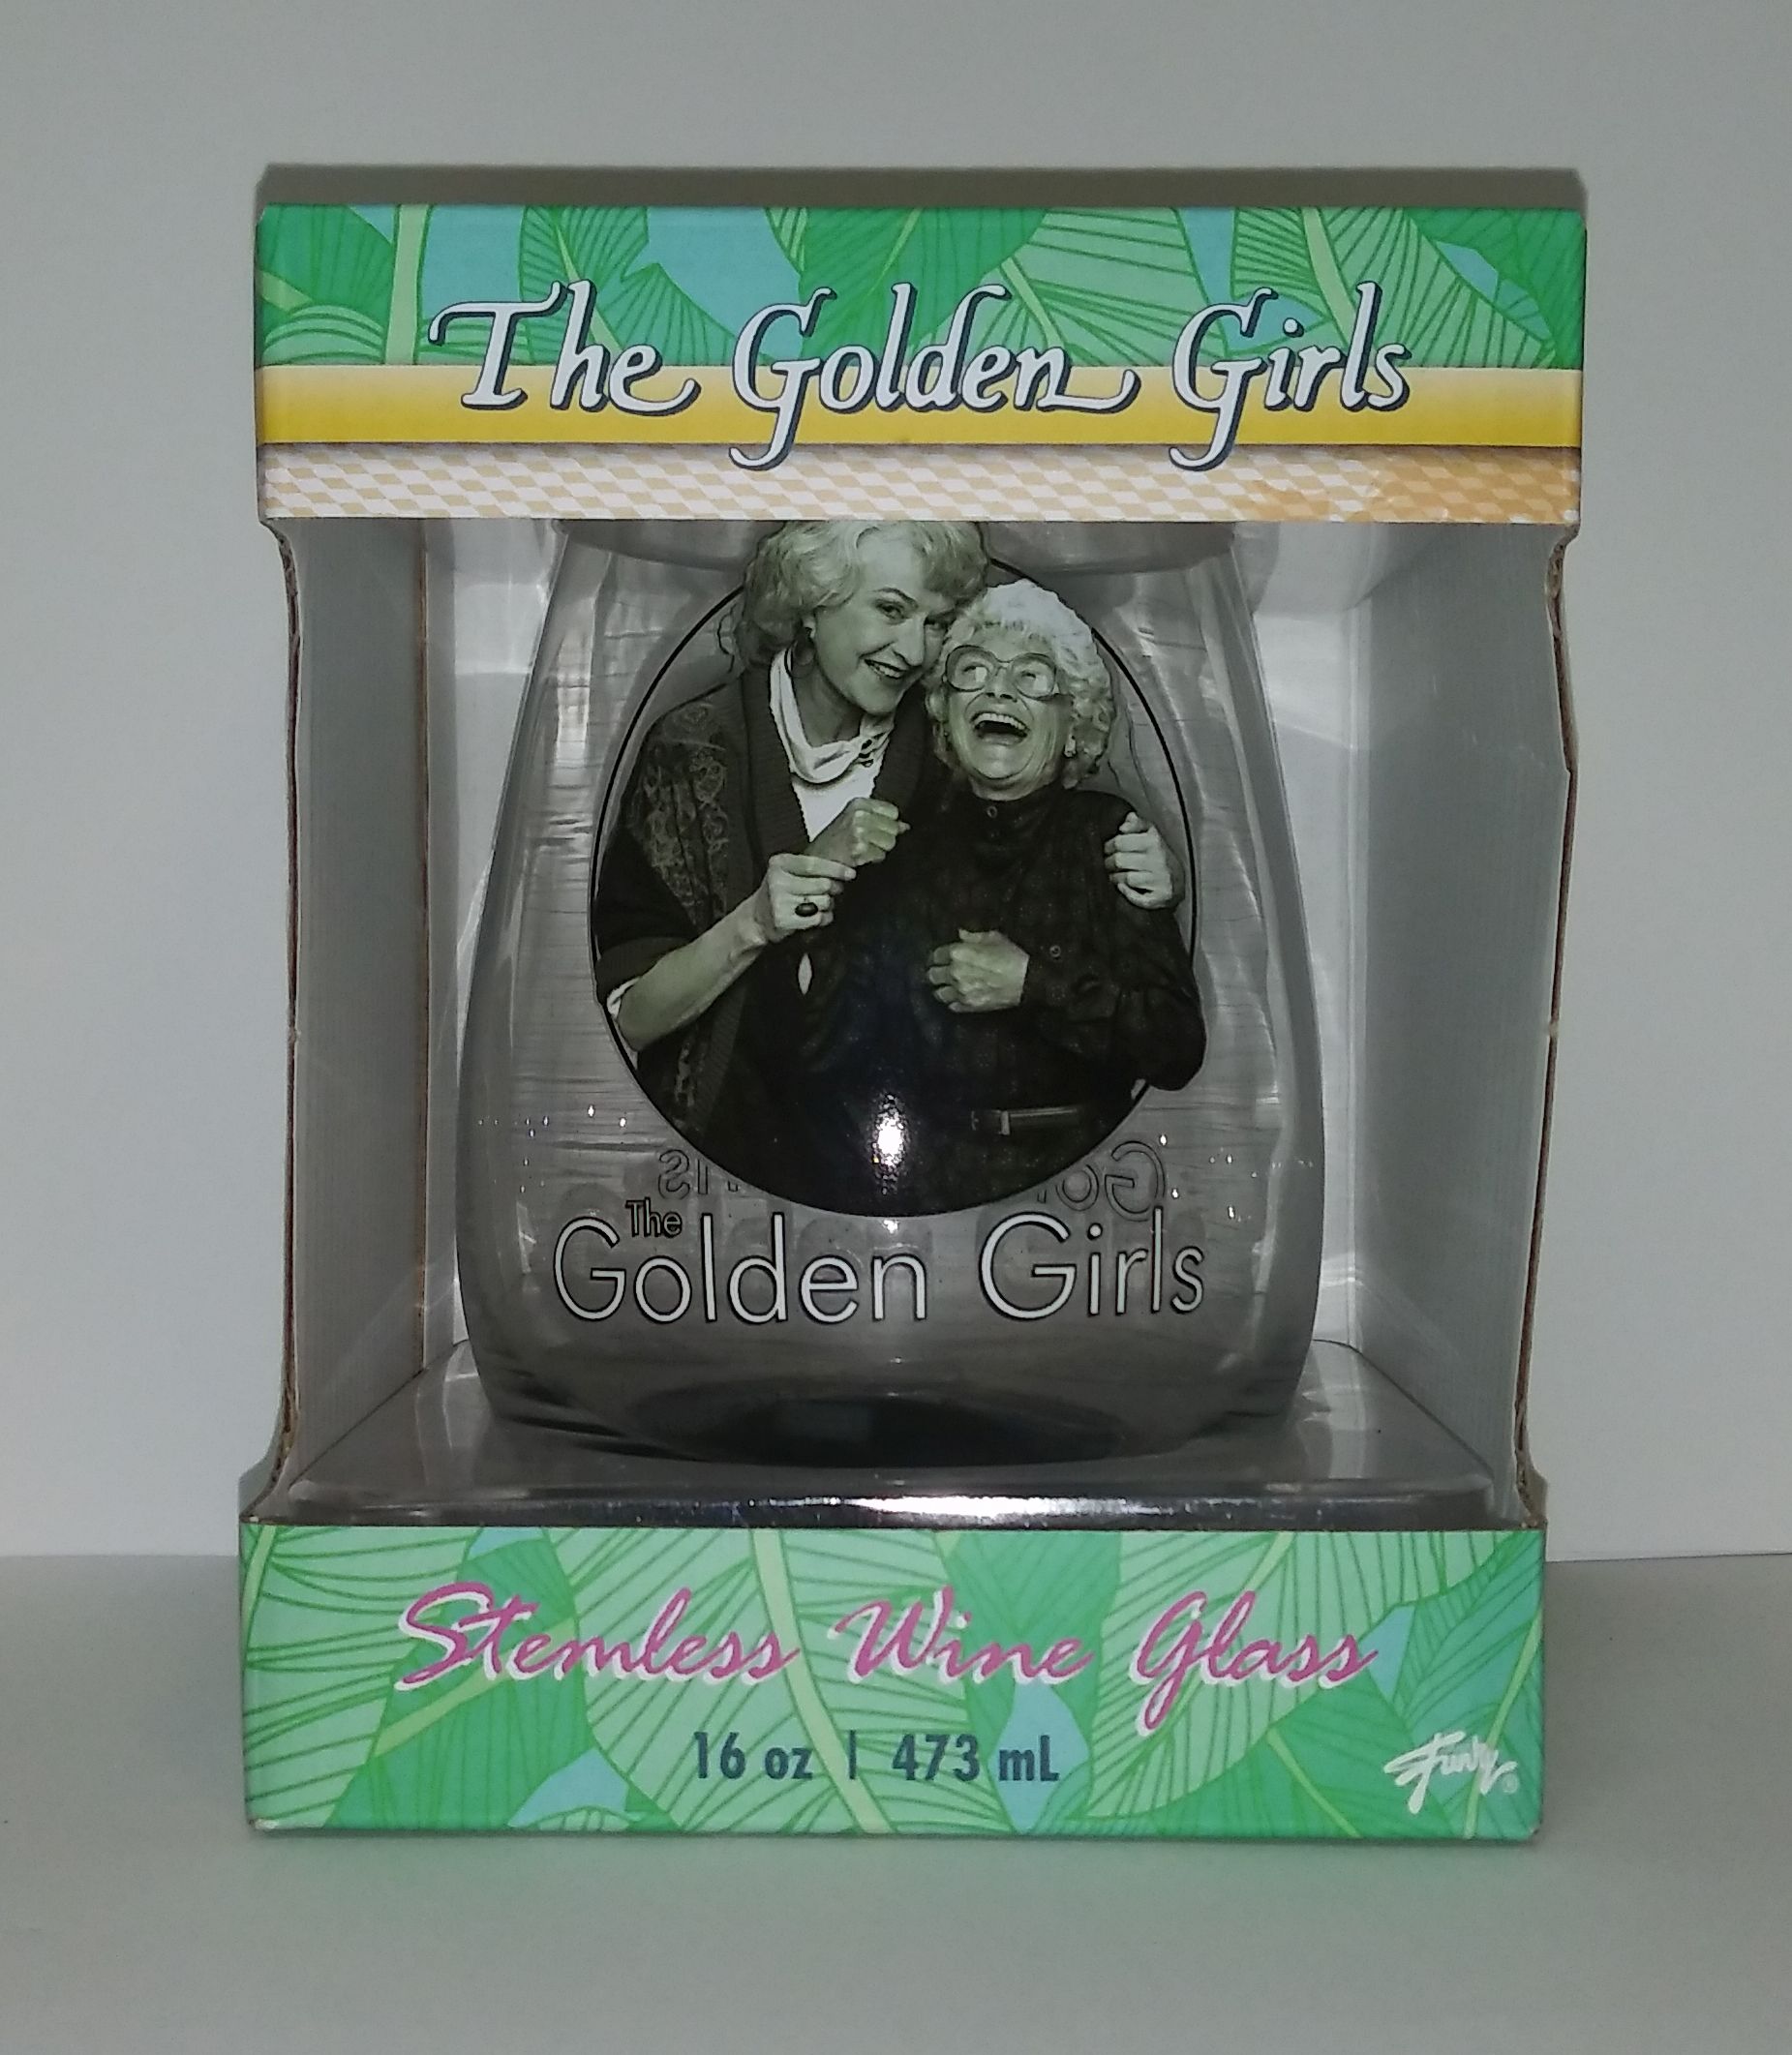 The Golden Girls
The
Golden Girls
Stemless Wine Glass
16 oz | 473 mL
Funky®